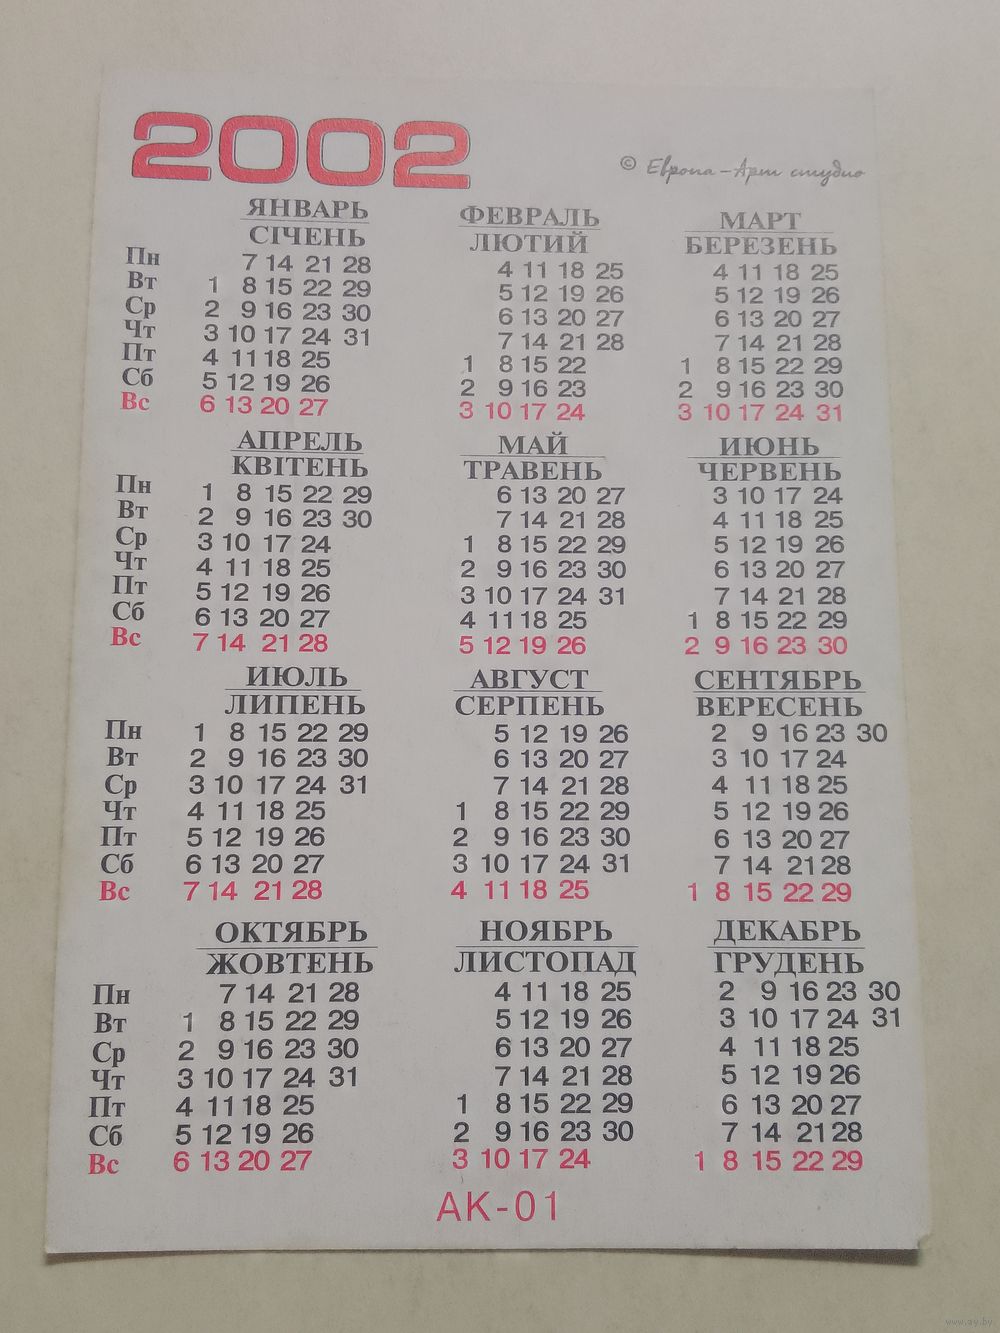 2002
© Европа-Арт студио
ЯНВАРЬ ФЕВРАЛЬ МАРТ
СІЧЕНЬ ЛЮТИЙ БЕРЕЗЕНЬ
Пн 7 14 21 28 4 11 18 25 4 11 18 25
Вт 1 8 15 22 29 5 12 19 26 5 12 19 26
Ср 2 9 16 23 30 6 13 20 27 6 13 20 27
Чт 3 10 17 24 31 7 14 21 28 7 14 21 28
Пт 4 11 18 25 1 8 15 22 1 8 15 22 29
Сб 5 12 19 26 2 9 16 23 2 9 16 23 30
Вс 6 13 20 27 3 10 17 24 3 10 17 24 31
АПРЕЛЬ МАЙ ИЮНЬ
КВІТЕНЬ ТРАВЕНЬ ЧЕРВЕНЬ
Пн 1 8 15 22 29 6 13 20 27 3 10 17 24
Вт 2 9 16 23 30 7 14 21 28 4 11 18 25
Ср 3 10 17 24 1 8 15 22 29 5 12 19 26
Чт 4 11 18 25 2 9 16 23 30 6 13 20 27
Пт 5 12 19 26 3 10 17 24 31 7 14 21 28
Сб 6 13 20 27 4 11 18 25 1 8 15 22 29
Вс 7 14 21 28 5 12 19 26 2 9 16 23 30
ИЮЛЬ АВГУСТ СЕНТЯБРЬ
ЛИПЕНЬ СЕРПЕНЬ ВЕРЕСЕНЬ
Пн 1 8 15 22 29 5 12 19 26 2 9 16 23 30
Вт 2 9 16 23 30 6 13 20 27 3 10 17 24
Ср 3 10 17 24 31 7 14 21 28 4 11 18 25
Чт 4 11 18 25 1 8 15 22 29 5 12 19 26
Пт 5 12 19 26 2 9 16 23 30 6 13 20 27
Сб 6 13 20 27 3 10 17 24 31 7 14 21 28
Вс 7 14 21 28 4 11 18 25 1 8 15 22 29
ОКТЯБРЬ НОЯБРЬ ДЕКАБРЬ
ЖОВТЕНЬ ЛИСТОПАД ГРУДЕНЬ
Пн 7 14 21 28 4 11 18 25 2 9 16 23 30
Вт 1 8 15 22 29 5 12 19 26 3 10 17 24 31
Ср 2 9 16 23 30 6 13 20 27 4 11 18 25
Чт 3 10 17 24 31 7 14 21 28 5 12 19 26
Пт 4 11 18 25 1 8 15 22 29 6 13 20 27
Сб 5 12 19 26 2 9 16 23 30 7 14 21 28
Вс 6 13 20 27 3 10 17 24 1 8 15 22 29
АК-01
www.ay.by